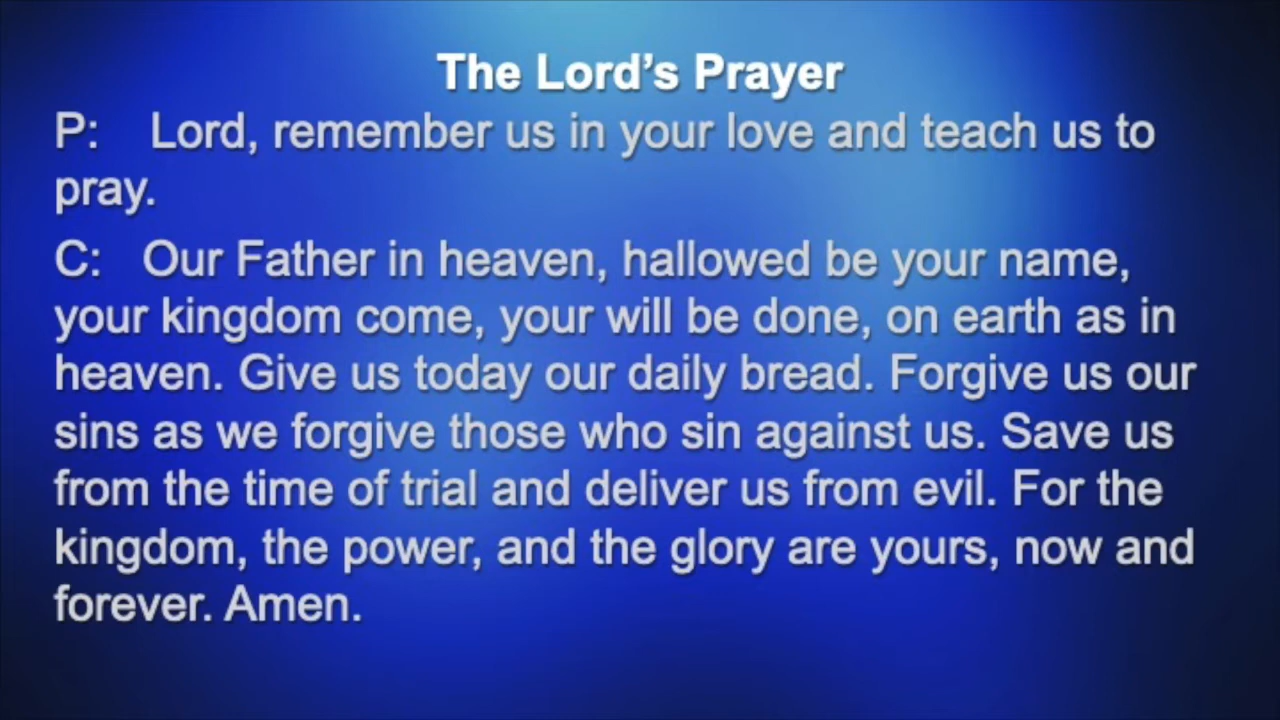 The Lord’s Prayer
P: Lord, remember us in your love and teach us to
pray.
C: Our Father in heaven, hallowed be your name,
your kingdom come, your will be done, on earth as in
heaven. Give us today our daily bread. Forgive us our
sins as we forgive those who sin against us. Save us
from the time of trial and deliver us from evil. For the
kingdom, the power, and the glory are yours, now and
forever. Amen.